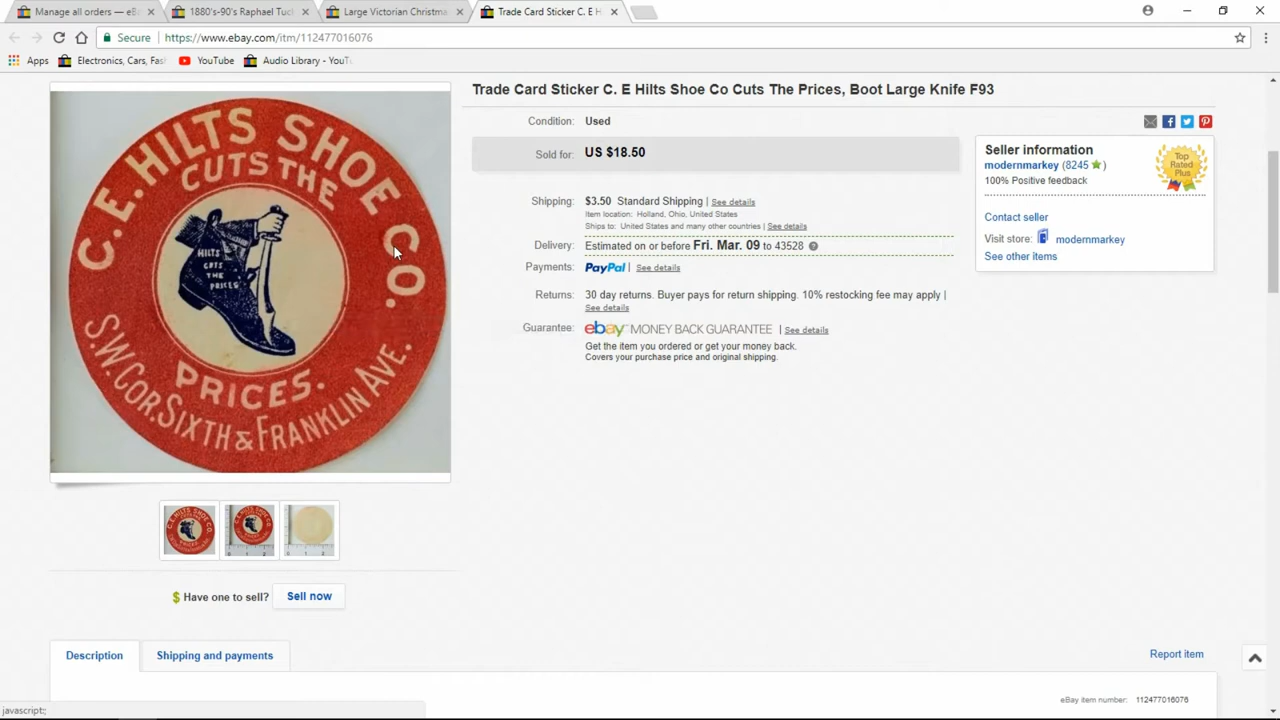 Manage all orders — eB
1880's-90's Raphael Tuc
Large Victorian Christma
Trade Card Sticker C. E H
Secure
https://www.ebay.com/itm/112477016076
Apps
Electronics, Cars, Fas
YouTube
Audio Library - YouT
C.E.HILTS SHOE CO.
CUTS THE
HILTS
CUTS
THE
PRICES
PRICES.
S.W.COR.SIXTH & FRANKLIN AVE.
Have one to sell?
Sell now
Trade Card Sticker C. E Hilts Shoe Co Cuts The Prices, Boot Large Knife F93
Condition: Used
Sold for: US $18.50
Shipping: $3.50 Standard Shipping | See details
Item location: Holland, Ohio, United States
Ships to: United States and many other countries | See details
Delivery: Estimated on or before Fri. Mar. 09 to 43528
Payments: PayPal | See details
Returns: 30 day returns. Buyer pays for return shipping. 10% restocking fee may apply |
See details
Guarantee: ebay MONEY BACK GUARANTEE | See details
Get the item you ordered or get your money back.
Covers your purchase price and original shipping.
Seller information
modernmarkey (8245 )
100% Positive feedback
Top
Rated
Plus
Contact seller
Visit store: modernmarkey
See other items
Description
Shipping and payments
Report item
eBay item number: 112477016076
javascript:;